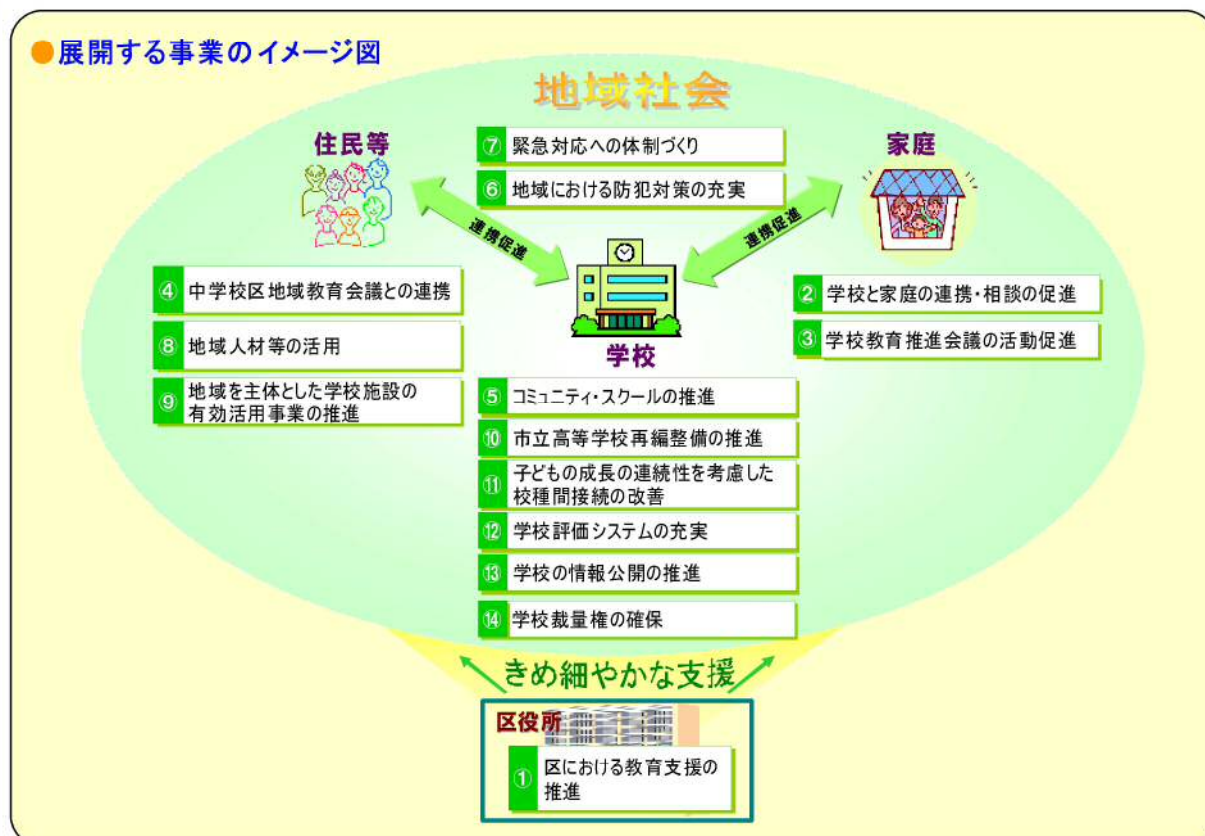 ●展開する事業のイメージ図
地域社会
住民等
⑦ 緊急対応への体制づくり
家庭
⑥ 地域における防犯対策の充実
連携促進
連携促進
④ 中学校区地域教育会議との連携
② 学校と家庭の連携・相談の促進
⑧ 地域人材等の活用
③ 学校教育推進会議の活動促進
学校
⑨ 地域を主体とした学校施設の
有効活用事業の推進
⑤ コミュニティ・スクールの推進
⑩ 市立高等学校再編整備の推進
⑪ 子どもの成長の連続性を考慮した
校種間接続の改善
⑫ 学校評価システムの充実
⑬ 学校の情報公開の推進
⑭ 学校裁量権の確保
きめ細やかな支援
区役所
① 区における教育支援の
推進